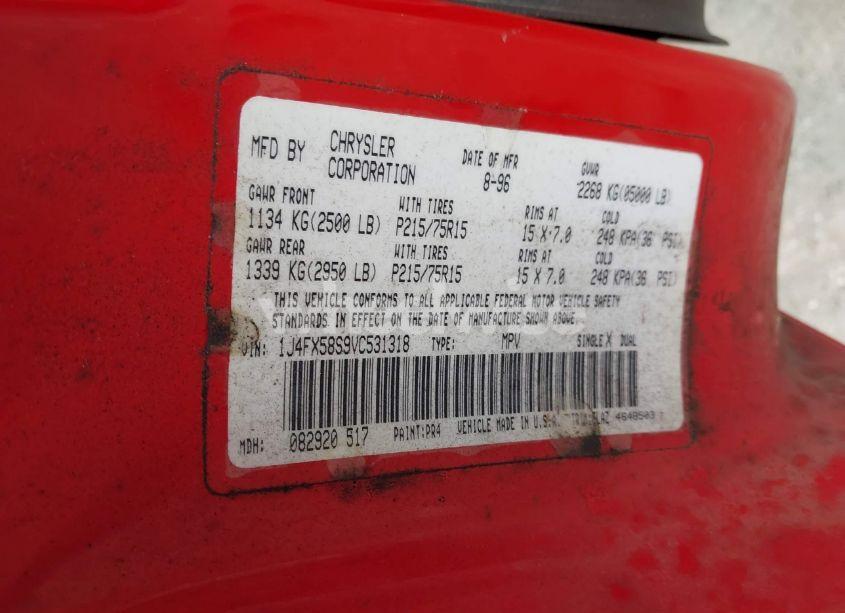 MFD BY CHRYSLER CORPORATION DATE OF MFR 8-96 GVWR 2268 KG(05000 LB)
GAWR FRONT WITH TIRES RIMS AT COLD
1134 KG(2500 LB) P215/75R15 15 X 7.0 248 KPA(36 PSI)
GAWR REAR WITH TIRES RIMS AT COLD
1339 KG(2950 LB) P215/75R15 15 X 7.0 248 KPA(36 PSI)
THIS VEHICLE CONFORMS TO ALL APPLICABLE FEDERAL MOTOR VEHICLE SAFETY
STANDARDS IN EFFECT ON THE DATE OF MANUFACTURE SHOWN ABOVE.
VIN: 1J4FX58S9VC531318 TYPE: MPV SINGLE X DUAL
MDH: 082920 517 PAINT:PR4 VEHICLE MADE IN U.S.A. 4648503